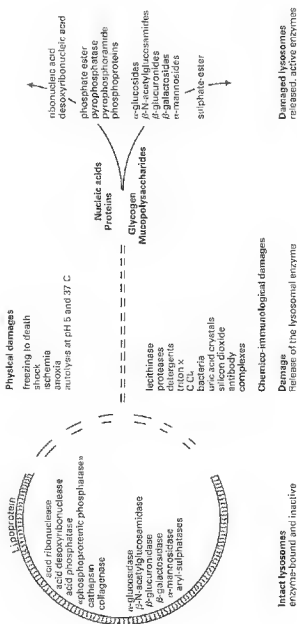 Lipoprotein
acid ribonuclease
acid desoxyribonuclease
acid phosphatase
»phosphoproteinic phosphatase»
cathepsin
collagenase
α-glucosidase
β-N-acetylglucosamidase
β-glucuronidase
β-galactosidase
α-mannosidase
aryl-sulphatases
Intact lysosomes
enzyme-bound and inactive
Physical damages
freezing to death
shock
ischemia
anoxia
autolysis at pH 5 and 37 C
lecithinase
proteases
detergents
triton x
C CL
bacteria
uric acid crystals
silicon dioxide
antibody
complexes
Chemico-immunological damages
Damage
Release of the lysosomal enzyme
Nucleic acids
Proteins
Glycogen
Mucopolysaccharides
ribonucleic acid
desoxyribonucleic acid
phosphate ester
pyrophosphatase
pyrophosphoramide
phosphoproteins
α-glucosidas
β-N-acetylglucosamides
β-glucuronides
β-galactosides
α-mannosides
sulphate-ester
Damaged lysosomes
released, active enzymes